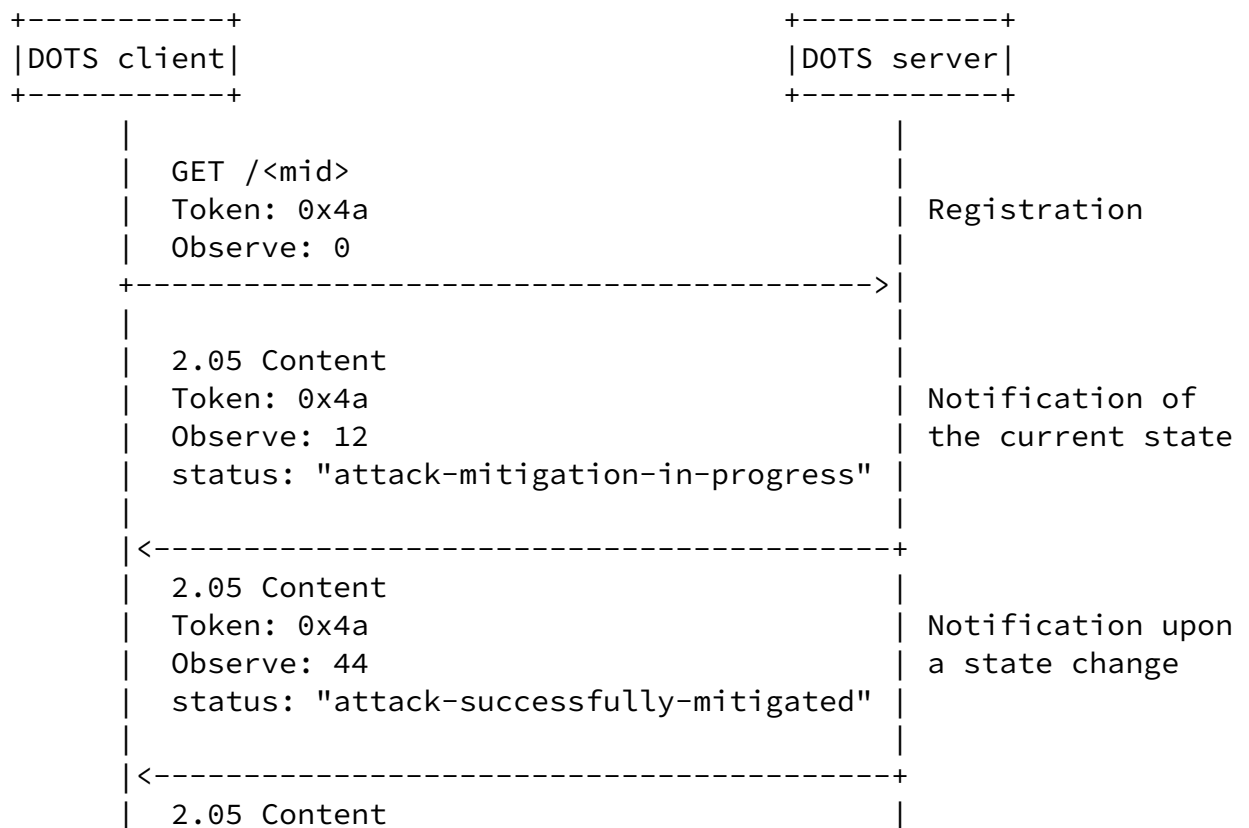 DOTS client DOTS server
GET /<mid>
Token: 0x4a Registration
Observe: 0
2.05 Content
Token: 0x4a Notification of
Observe: 12 the current state
status: "attack-mitigation-in-progress"
2.05 Content
Token: 0x4a Notification upon
Observe: 44 a state change
status: "attack-successfully-mitigated"
2.05 Content